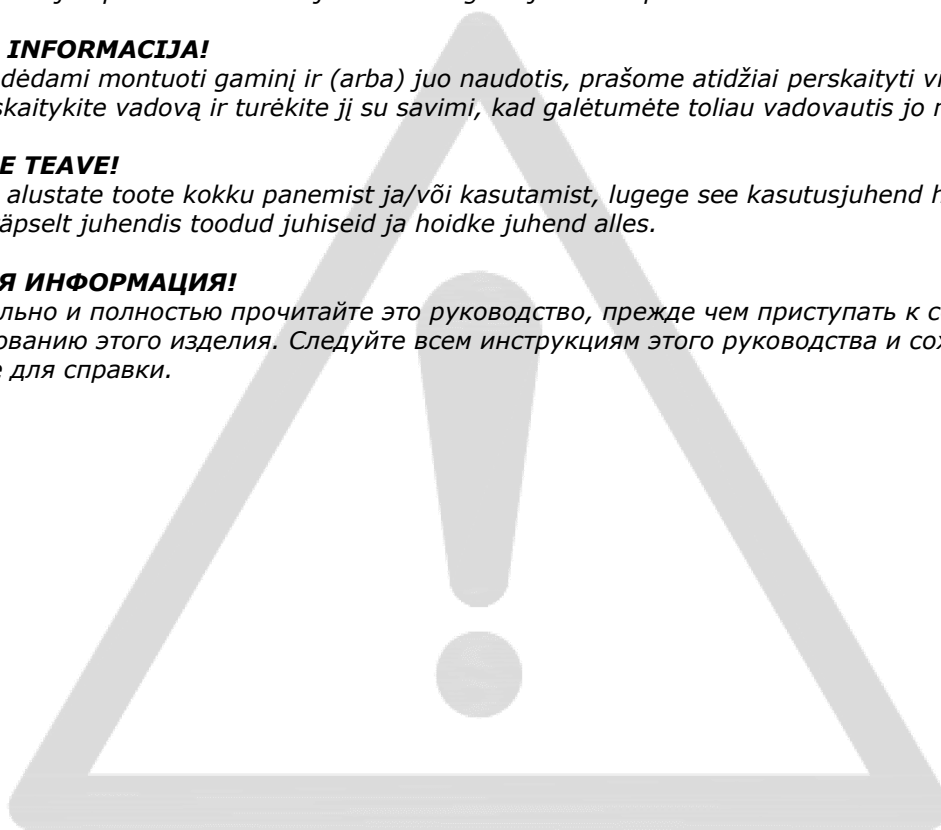 INFORMACIJA!
dėdami montuoti gaminį ir (arba) juo naudotis, prašome atidžiai perskaityti
skaitykite vadovą ir turėkite jį su savimi, kad galėtumėte toliau vadovautis jo
E TEAVE!
alustate toote kokku panemist ja/või kasutamist, lugege see kasutusjuhend
äpselt juhendis toodud juhiseid ja hoidke juhend alles.
Я ИНФОРМАЦИЯ!
льно и полностью прочитайте это руководство, прежде чем приступать к
ованию этого изделия. Следуйте всем инструкциям этого руководства и
е для справки.